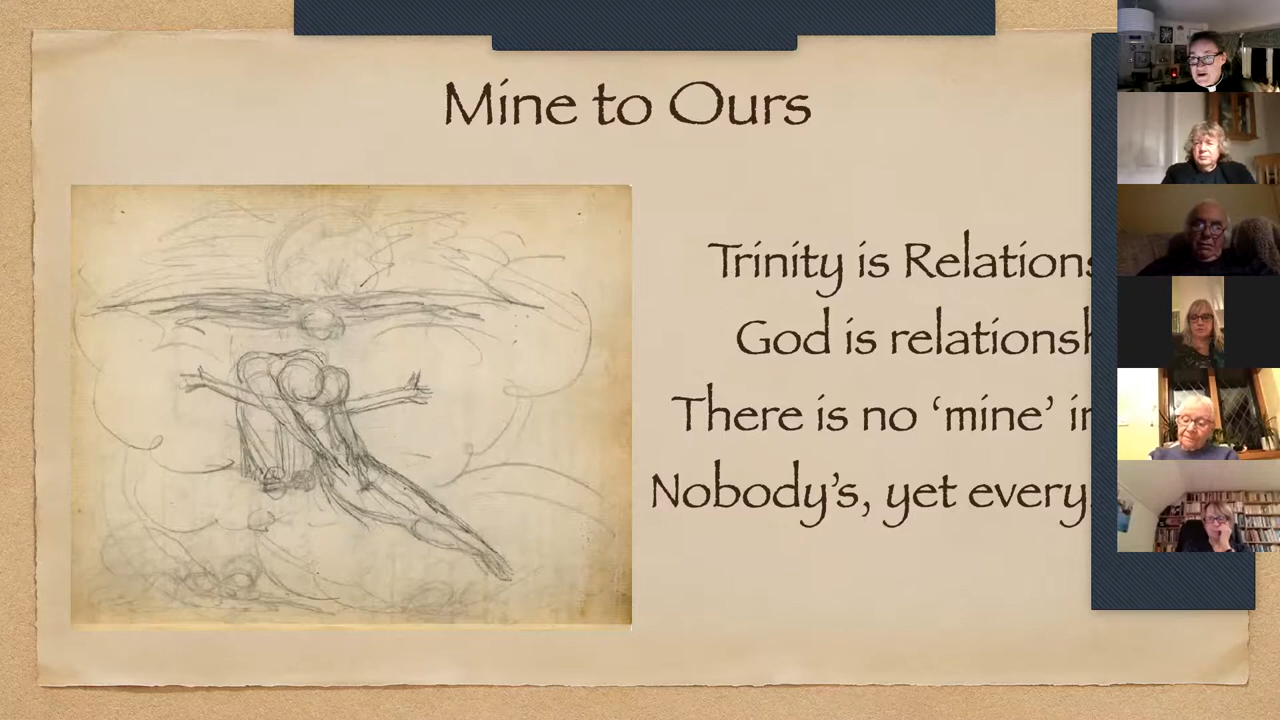 Mine to Ours
Trinity is Relations
God is relationsh
There is no ‘mine’ in
Nobody’s, yet every